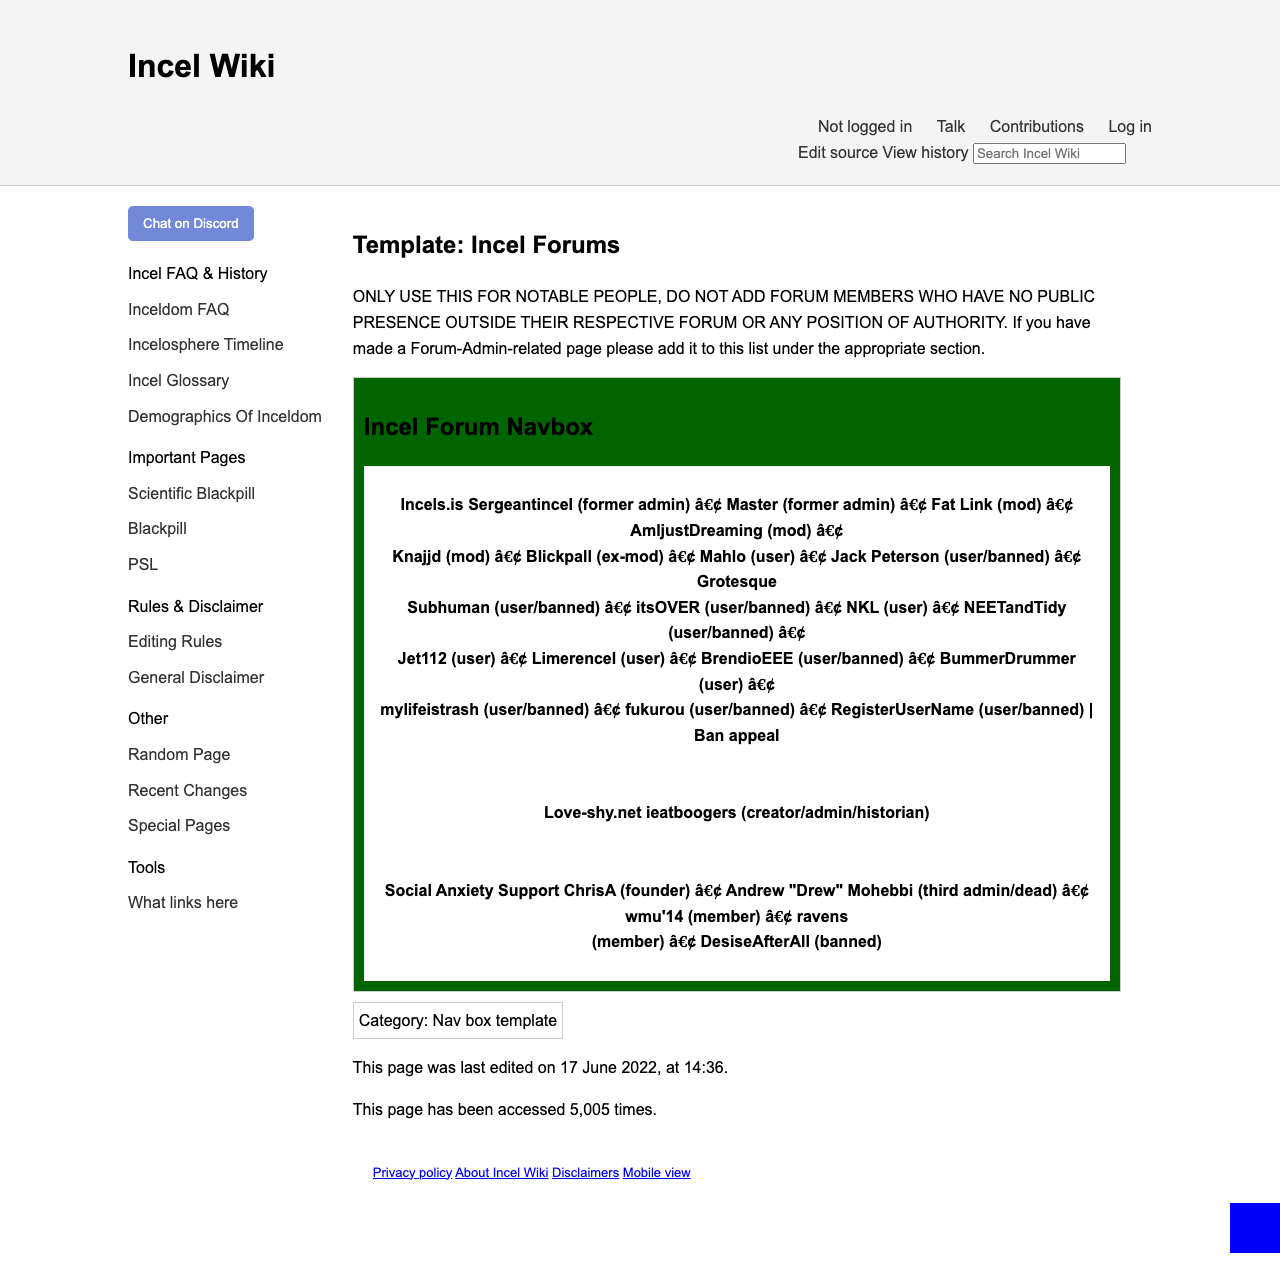 Incel Wiki
Not logged in Talk Contributions Log in
Edit source View history Search Incel Wiki
Chat on Discord
Incel FAQ & History
Inceldom FAQ
Incelosphere Timeline
Incel Glossary
Demographics Of Inceldom
Important Pages
Scientific Blackpill
Blackpill
PSL
Rules & Disclaimer
Editing Rules
General Disclaimer
Other
Random Page
Recent Changes
Special Pages
Tools
What links here
Template: Incel Forums
ONLY USE THIS FOR NOTABLE PEOPLE, DO NOT ADD FORUM MEMBERS WHO HAVE NO PUBLIC
PRESENCE OUTSIDE THEIR RESPECTIVE FORUM OR ANY POSITION OF AUTHORITY. If you have
made a Forum-Admin-related page please add it to this list under the appropriate section.
Incel Forum Navbox
Incels.is Sergeantincel (former admin) â€¢ Master (former admin) â€¢ Fat Link (mod) â€¢
AmIjustDreaming (mod) â€¢
Knajjd (mod) â€¢ Blickpall (ex-mod) â€¢ Mahlo (user) â€¢ Jack Peterson (user/banned) â€¢
Grotesque
Subhuman (user/banned) â€¢ itsOVER (user/banned) â€¢ NKL (user) â€¢ NEETandTidy
(user/banned) â€¢
Jet112 (user) â€¢ Limerencel (user) â€¢ BrendioEEE (user/banned) â€¢ BummerDrummer
(user) â€¢
mylifeistrash (user/banned) â€¢ fukurou (user/banned) â€¢ RegisterUserName (user/banned) |
Ban appeal
Love-shy.net ieatboogers (creator/admin/historian)
Social Anxiety Support ChrisA (founder) â€¢ Andrew "Drew" Mohebbi (third admin/dead) â€¢
wmu'14 (member) â€¢ ravens
(member) â€¢ DesiseAfterAll (banned)
Category: Nav box template
This page was last edited on 17 June 2022, at 14:36.
This page has been accessed 5,005 times.
Privacy policy About Incel Wiki Disclaimers Mobile view